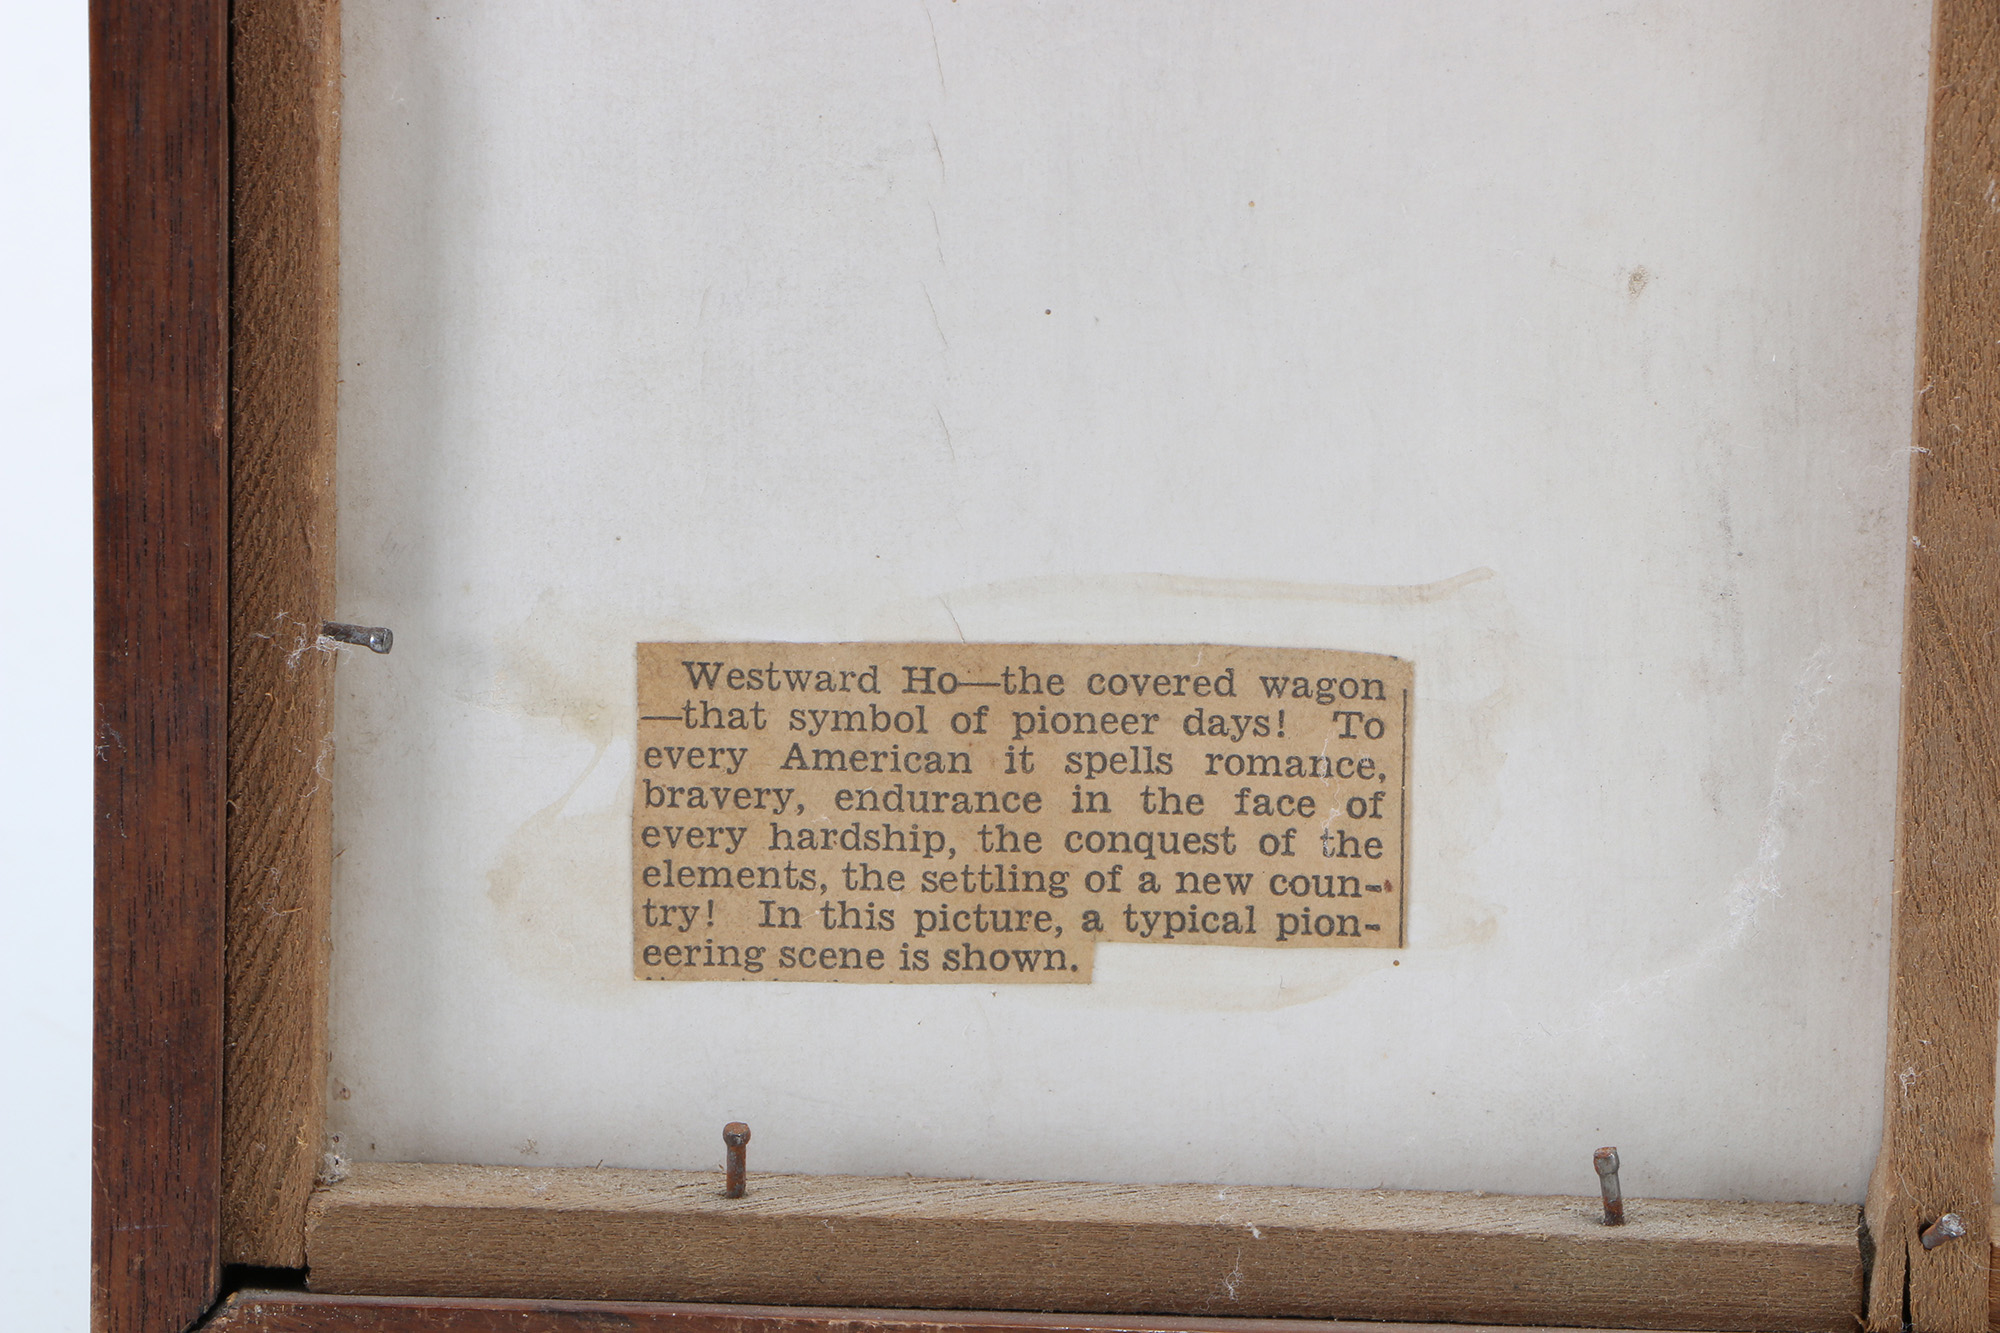 Westward Ho—the covered wagon
—that symbol of pioneer days! To
every American it spells romance,
bravery, endurance in the face of
every hardship, the conquest of the
elements, the settling of a new coun-
try! In this picture, a typical pion-
eering scene is shown.